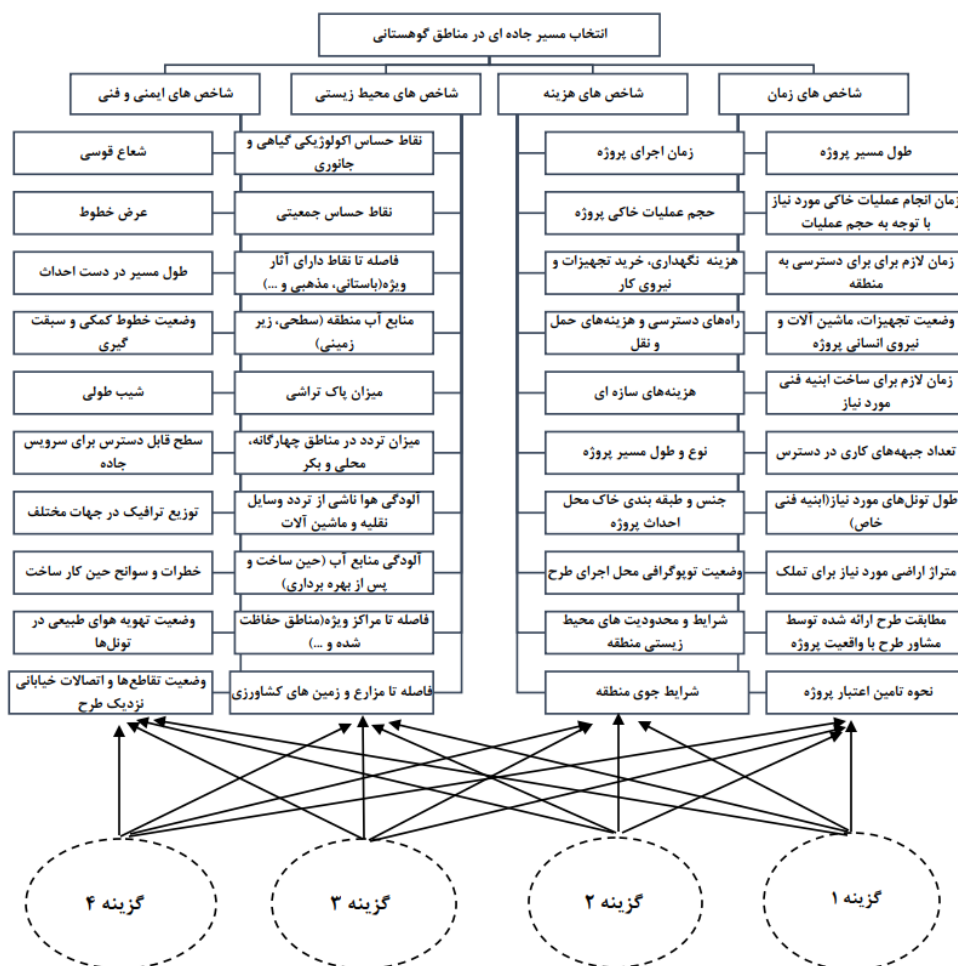 انتخاب مسیر جاده ای در مناطق گوهستانی
شاخص های زمان
شاخص های هزینه
شاخص های محیط زیستی
شاخص های ایمنی و فنی
طول مسیر پروژه
زمان انجام عملیات خاکی مورد نیاز
با توجه به حجم عملیات
زمان لازم برای برای دسترسی به
منطقه
وضعیت تجهیزات، ماشین آلات و
نیروی انسانی پروژه
زمان لازم برای ساخت ابنیه فنی
مورد نیاز
تعداد جبهه‌های کاری در دسترس
طول تونل‌های مورد نیاز(ابنیه فنی
خاص)
متراژ اراضی مورد نیاز برای تملک
مطابقت طرح ارائه شده توسط
مشاور طرح با واقعیت پروژه
نحوه تامین اعتبار پروژه
زمان اجرای پروژه
حجم عملیات خاکی پروژه
هزینه نگهداری، خرید تجهیزات و
نیروی کار
راه‌های دسترسی و هزینه‌های حمل
و نقل
هزینه‌های سازه ای
نوع و طول مسیر پروژه
جنس و طبقه بندی خاک محل
احداث پروژه
وضعیت توپوگرافی محل اجرای طرح
شرایط و محدودیت های محیط
زیستی منطقه
شرایط جوی منطقه
نقاط حساس اکولوژیکی گیاهی و
جانوری
نقاط حساس جمعیتی
فاصله تا نقاط دارای آثار
ویژه(باستانی، مذهبی و ...)
منابع آب منطقه (سطحی، زیر
زمینی)
میزان پاک تراشی
میزان تردد در مناطق چهارگانه،
محلی و بکر
آلودگی هوا ناشی از تردد وسایل
نقلیه و ماشین آلات
آلودگی منابع آب (حین ساخت و
پس از بهره برداری)
فاصله تا مراکز ویژه(مناطق حفاظت
شده و ...)
فاصله تا مزارع و زمین های کشاورزی
شعاع قوسی
عرض خطوط
طول مسیر در دست احداث
وضعیت خطوط کمکی و سبقت
گیری
شیب طولی
سطح قابل دسترس برای سرویس
جاده
توزیع ترافیک در جهات مختلف
خطرات و سوانح حین کار ساخت
وضعیت تهویه هوای طبیعی در
تونل‌ها
وضعیت تقاطع‌ها و اتصالات خیابانی
نزدیک طرح
گزینه ۱
گزینه ۲
گزینه ۳
گزینه ۴